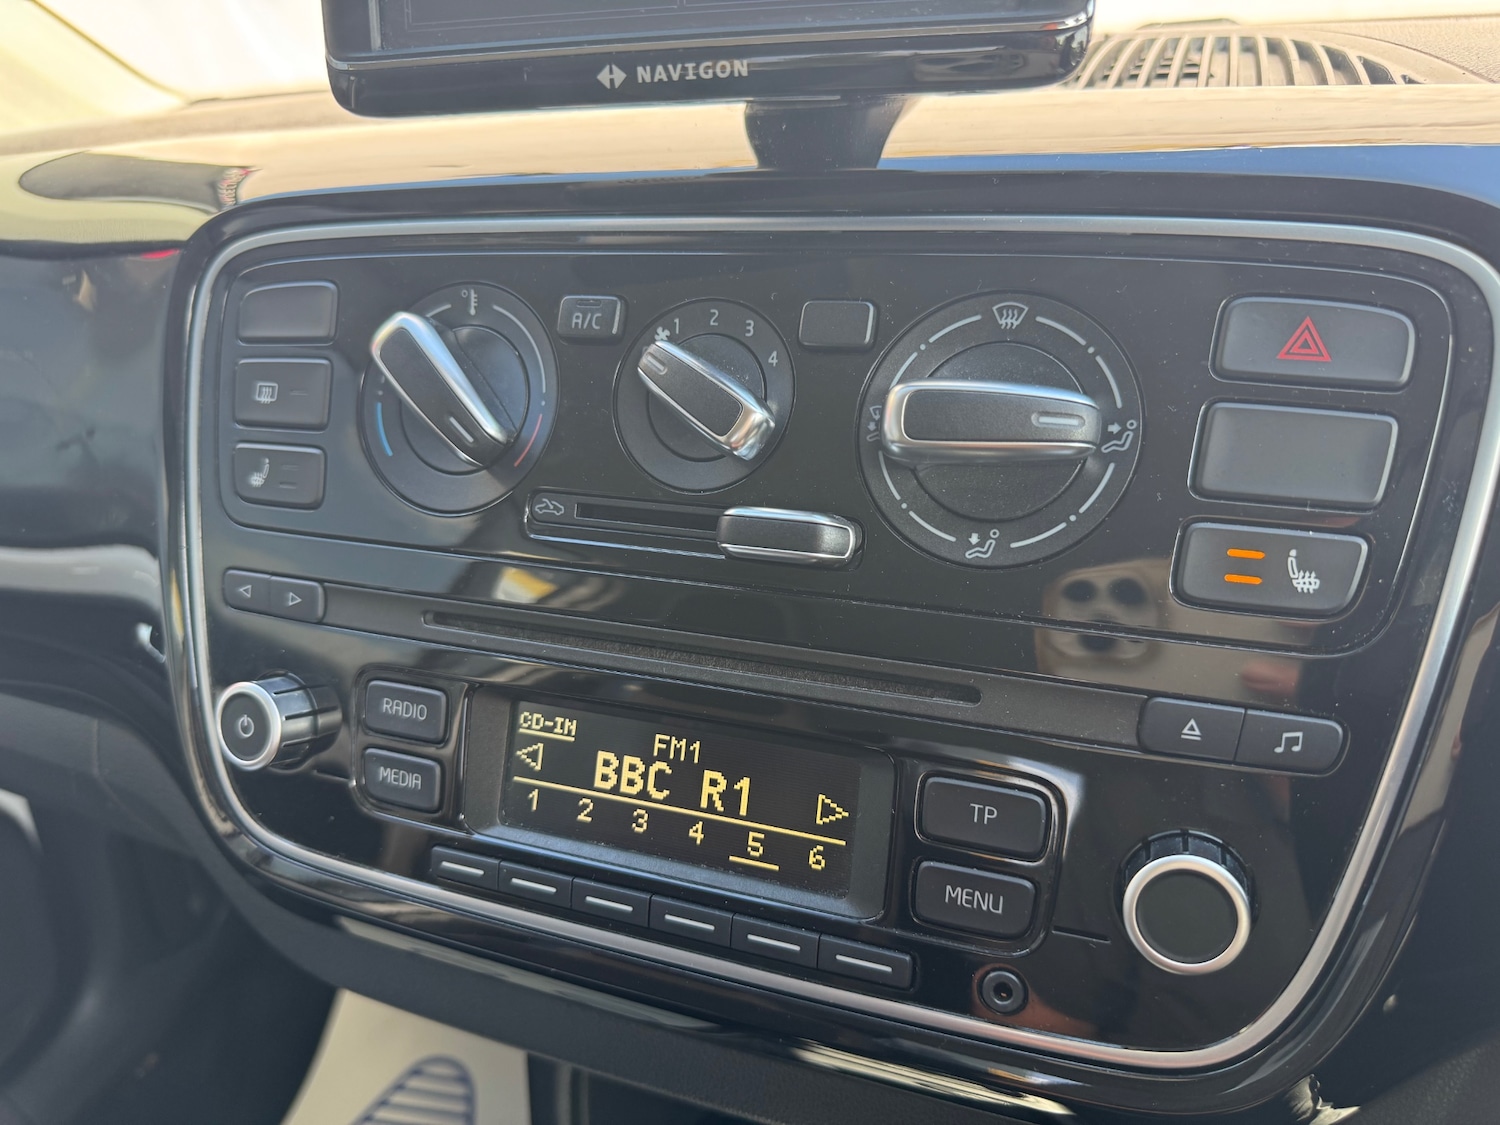 NAVIGON
A/C
1 2 3 4
RADIO
MEDIA
CD-IN
FM1
BBC R1
1 2 3 4 5 6
TP
MENU